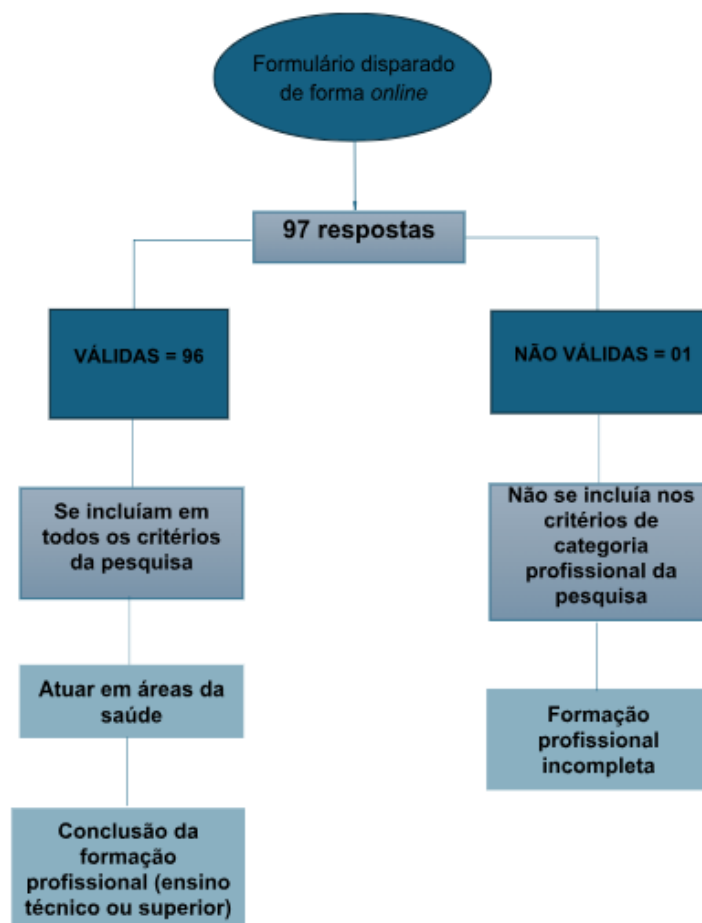 Formulário disparado
de forma online
97 respostas
VÁLIDAS = 96
NÃO VÁLIDAS = 01
Se incluíam em
todos os critérios
da pesquisa
Não se incluía nos
critérios de
categoria
profissional da
pesquisa
Atuar em áreas da
saúde
Formação
profissional
incompleta
Conclusão da
formação
profissional (ensino
técnico ou superior)